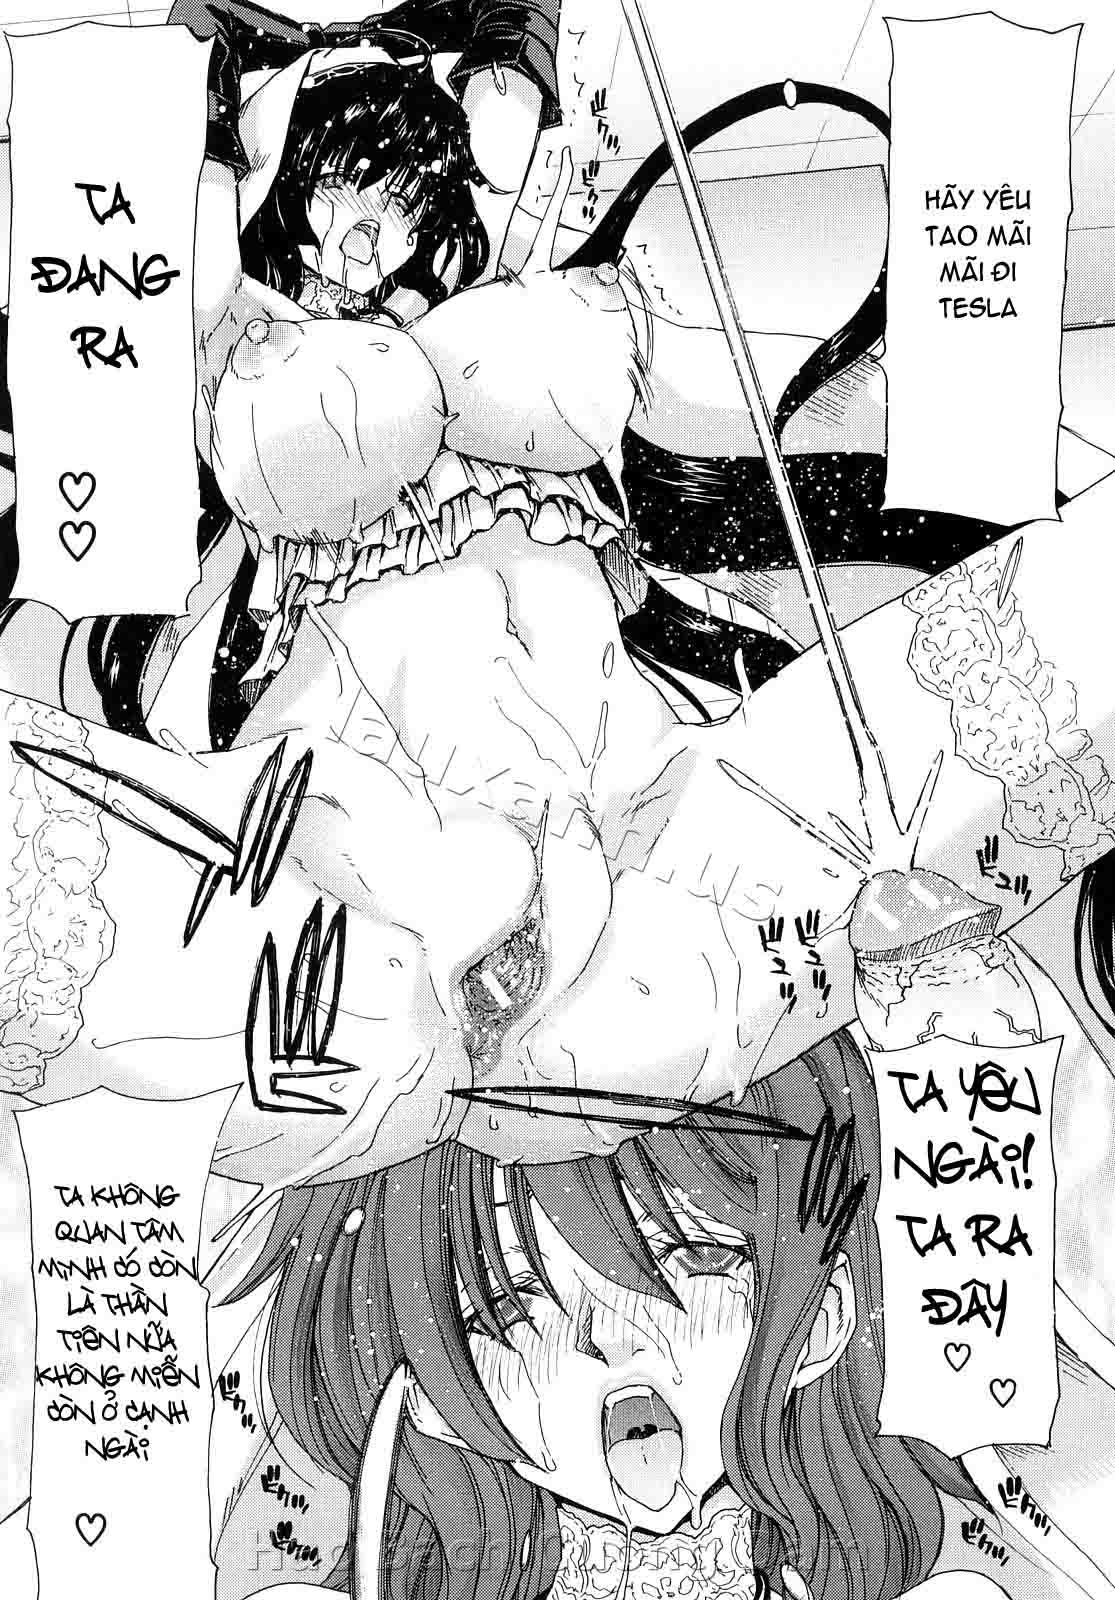 HÃY YÊU
TAO MÃI
MÃI ĐI
TESLA
TA
ĐANG
RA
TA YÊU
NGÀI!
TA RA
ĐÂY
TA KHÔNG
QUAN TÂM
MÌNH CÓ CÒN
LÀ THẦN
TIÊN NỮA
KHÔNG MIỄN
CÒN Ở CẠNH
NGÀI